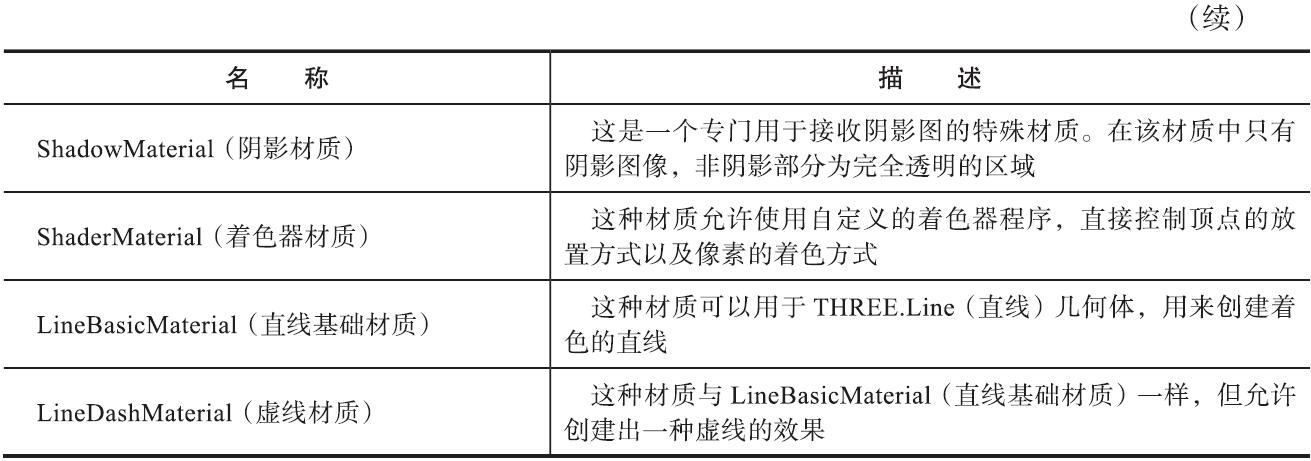 （续）
名 称
描 述
ShadowMaterial（阴影材质）
这是一个专门用于接收阴影图的特殊材质。在该材质中只有
阴影图像，非阴影部分为完全透明的区域
ShaderMaterial（着色器材质）
这种材质允许使用自定义的着色器程序，直接控制顶点的放
置方式以及像素的着色方式
LineBasicMaterial（直线基础材质）
这种材质可以用于 THREE.Line（直线）几何体，用来创建着
色的直线
LineDashMaterial（虚线材质）
这种材质与 LineBasicMaterial（直线基础材质）一样，但允许
创建出一种虚线的效果